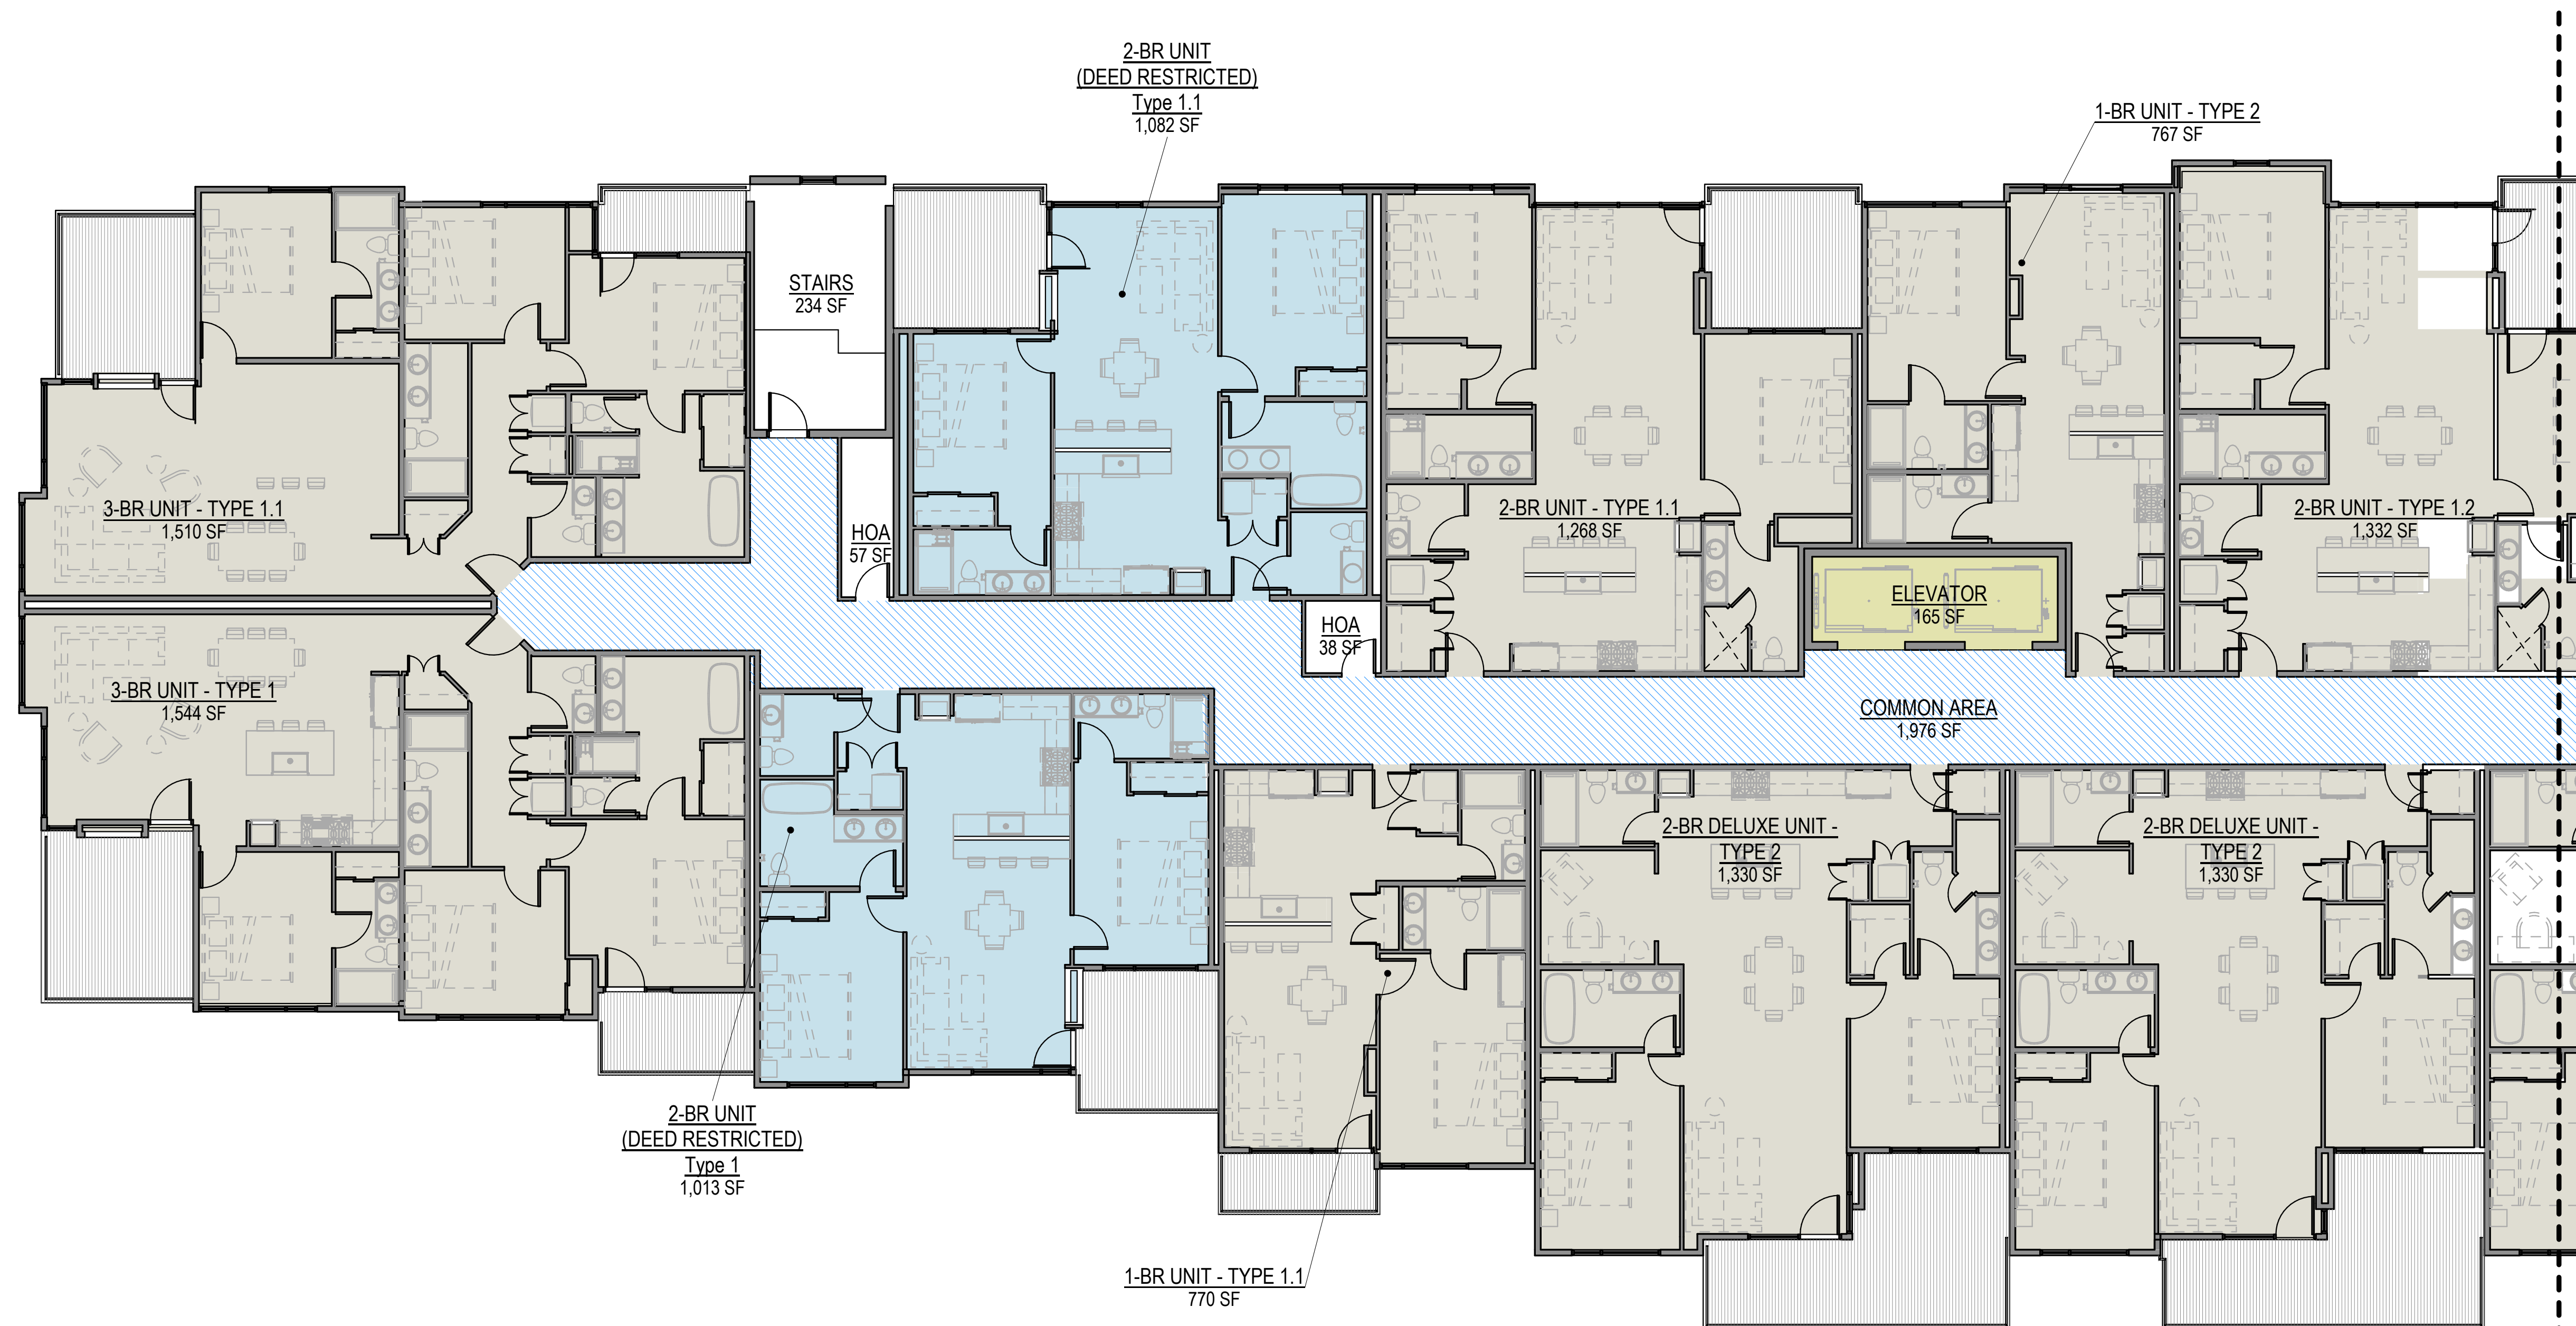 2-BR UNIT
(DEED RESTRICTED)
Type 1.1
1,082 SF
1-BR UNIT - TYPE 2
767 SF
STAIRS
234 SF
3-BR UNIT - TYPE 1.1
1,510 SF
HOA
57 SF
2-BR UNIT - TYPE 1.1
1,268 SF
2-BR UNIT - TYPE 1.2
1,332 SF
ELEVATOR
165 SF
HOA
38 SF
3-BR UNIT - TYPE 1
1,544 SF
COMMON AREA
1,976 SF
2-BR DELUXE UNIT -
TYPE 2
1,330 SF
2-BR DELUXE UNIT -
TYPE 2
1,330 SF
2-BR UNIT
(DEED RESTRICTED)
Type 1
1,013 SF
1-BR UNIT - TYPE 1.1
770 SF